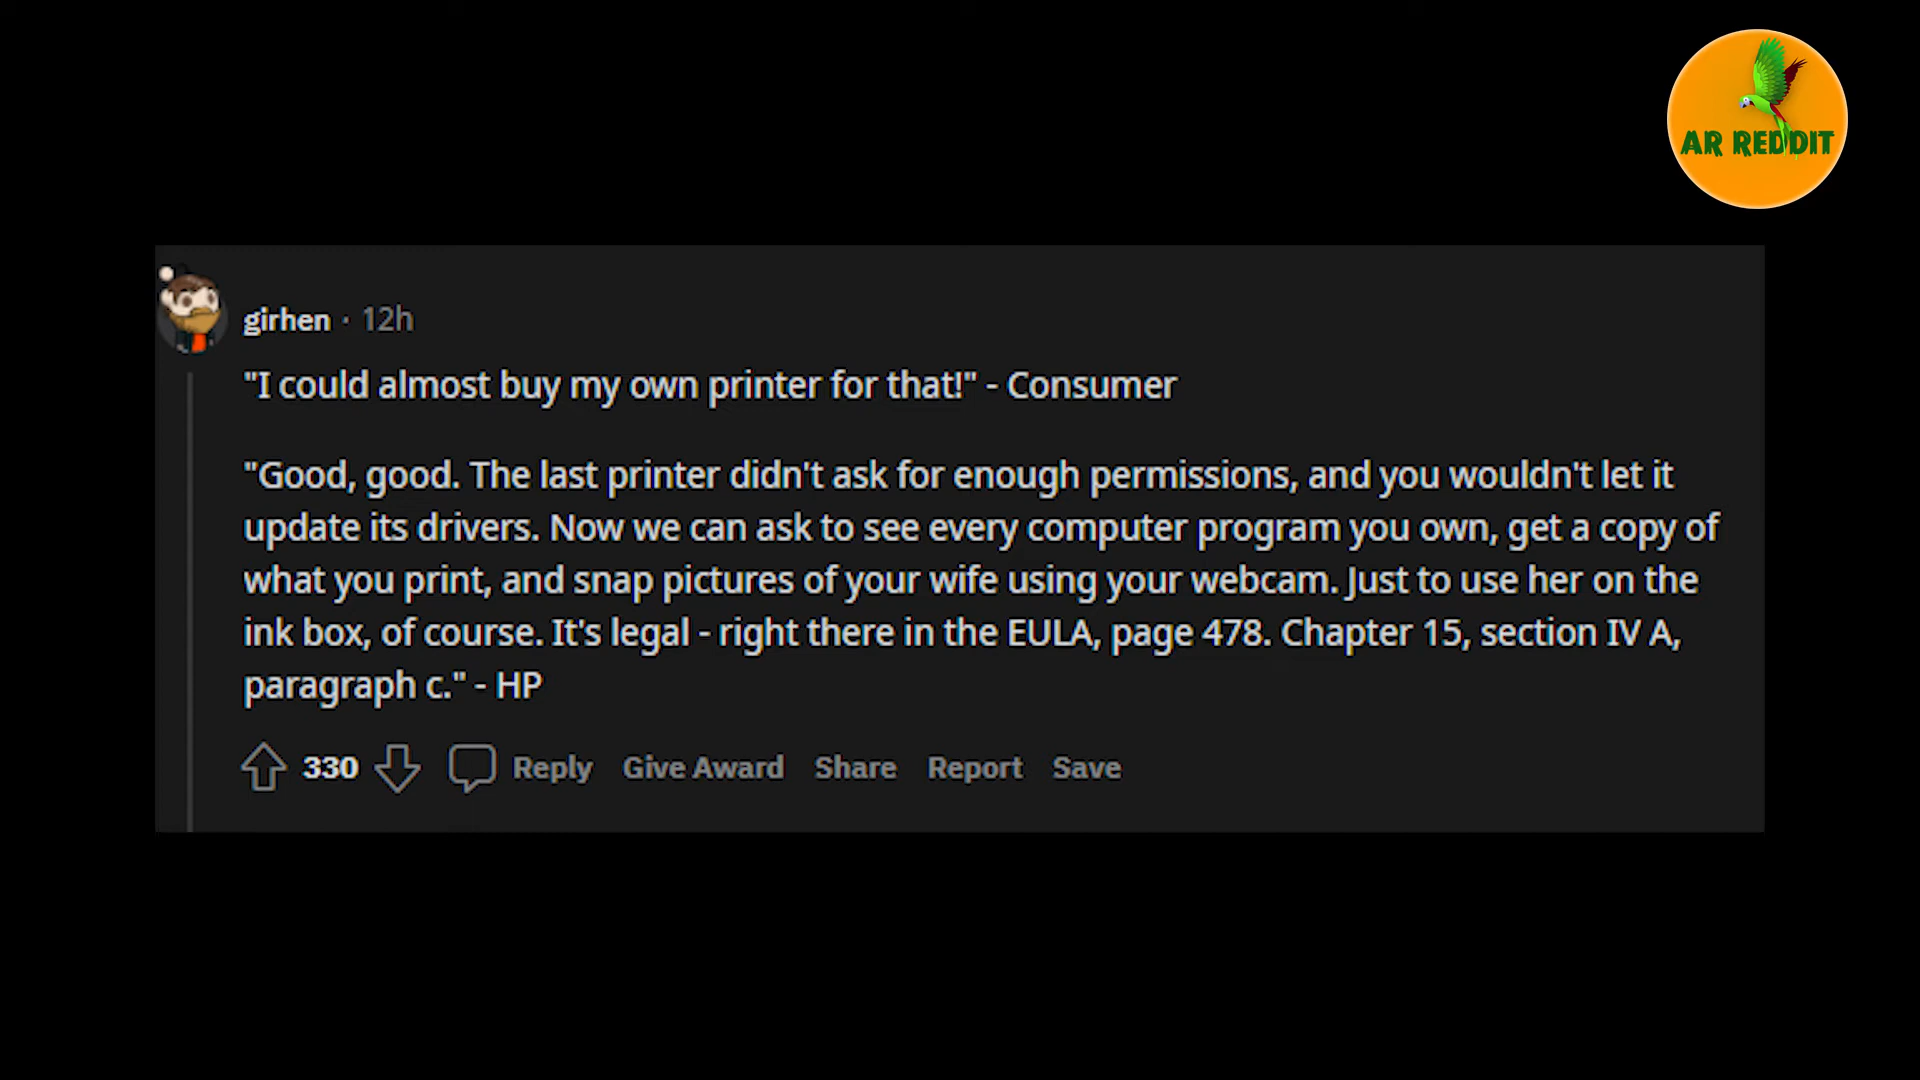 AR REDDIT
girhen · 12h
"I could almost buy my own printer for that!" - Consumer
"Good, good. The last printer didn't ask for enough permissions, and you wouldn't let it
update its drivers. Now we can ask to see every computer program you own, get a copy of
what you print, and snap pictures of your wife using your webcam. Just to use her on the
ink box, of course. It's legal - right there in the EULA, page 478. Chapter 15, section IV A,
paragraph c." - HP
330 Reply Give Award Share Report Save